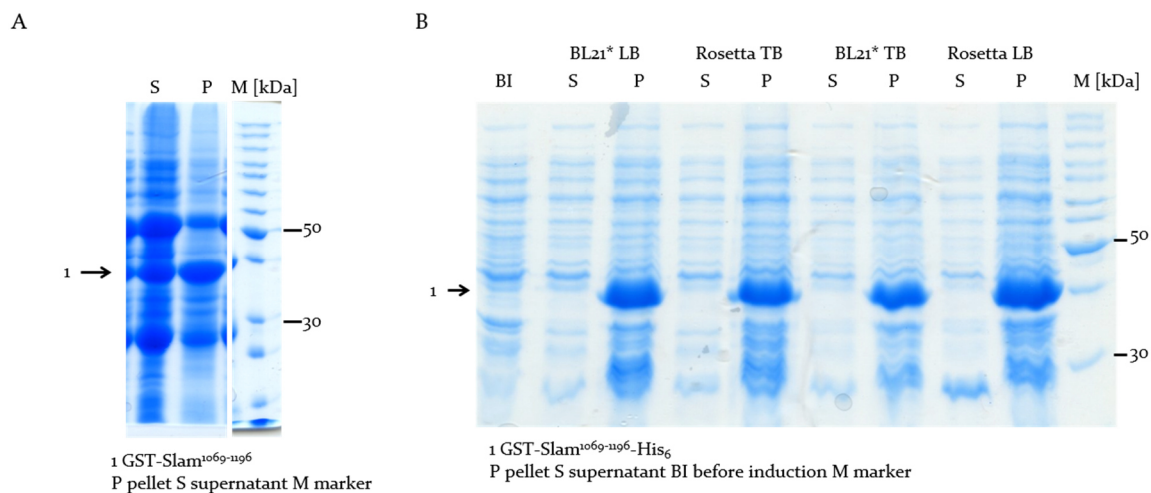 A
B
BL21* LB Rosetta TB BL21* TB Rosetta LB
S P M [kDa]
BI S P S P S P S P M [kDa]
50
50
1
1
30
30
1 GST-Slam¹⁰⁶⁹⁻¹¹⁹⁶
P pellet S supernatant M marker
1 GST-Slam¹⁰⁶⁹⁻¹¹⁹⁶-His₆
P pellet S supernatant BI before induction M marker